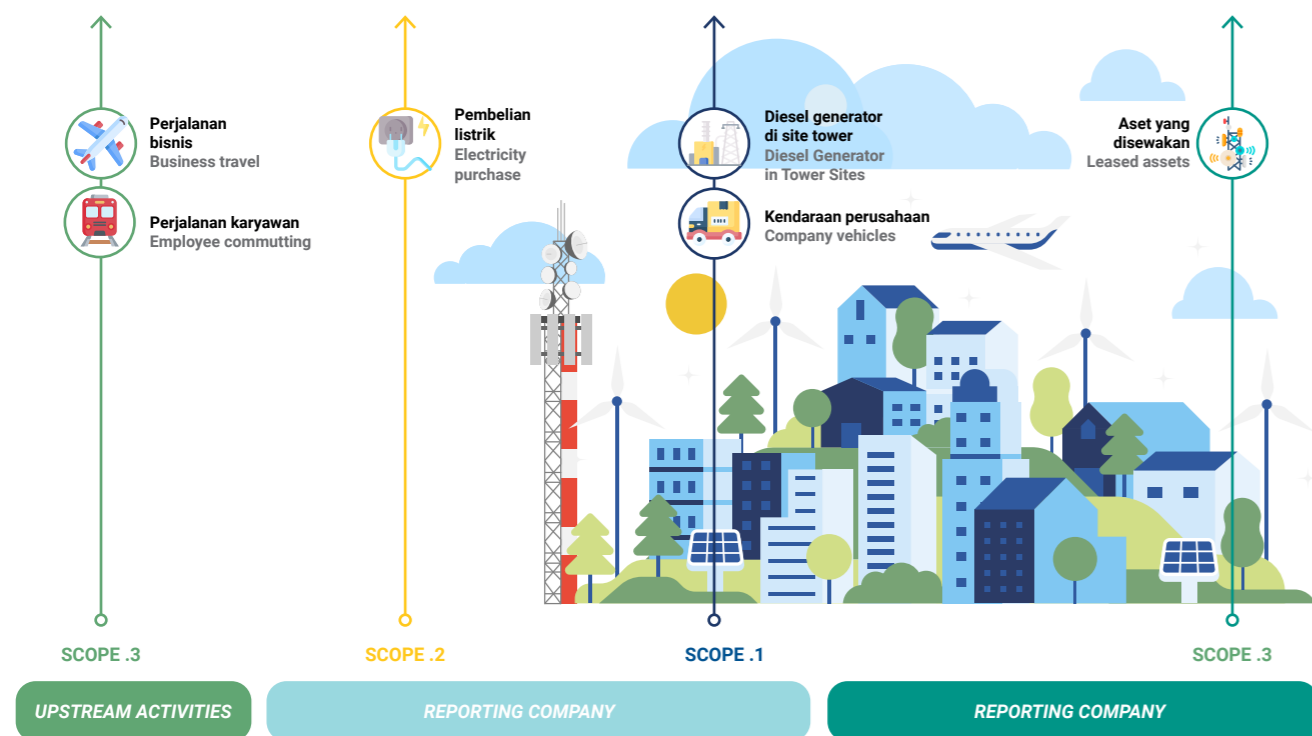 Perjalanan
bisnis
Business travel
Perjalanan karyawan
Employee commutting
Pembelian
listrik
Electricity
purchase
Diesel generator
di site tower
Diesel Generator
in Tower Sites
Kendaraan perusahaan
Company vehicles
Aset yang
disewakan
Leased assets
SCOPE .3
SCOPE .2
SCOPE .1
SCOPE .3
UPSTREAM ACTIVITIES
REPORTING COMPANY
REPORTING COMPANY